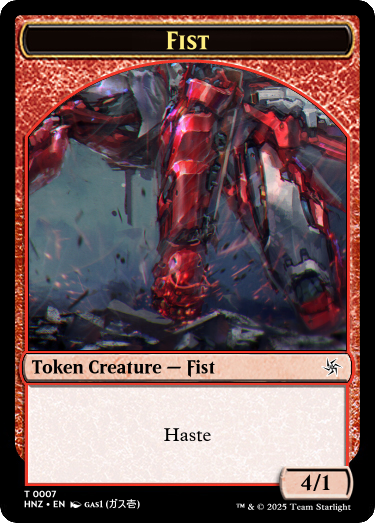 Fist
Token Creature — Fist
Haste
4/1
T 0007
HNZ • EN GAS1 (ガス壱)
™ & © 2025 Team Starlight